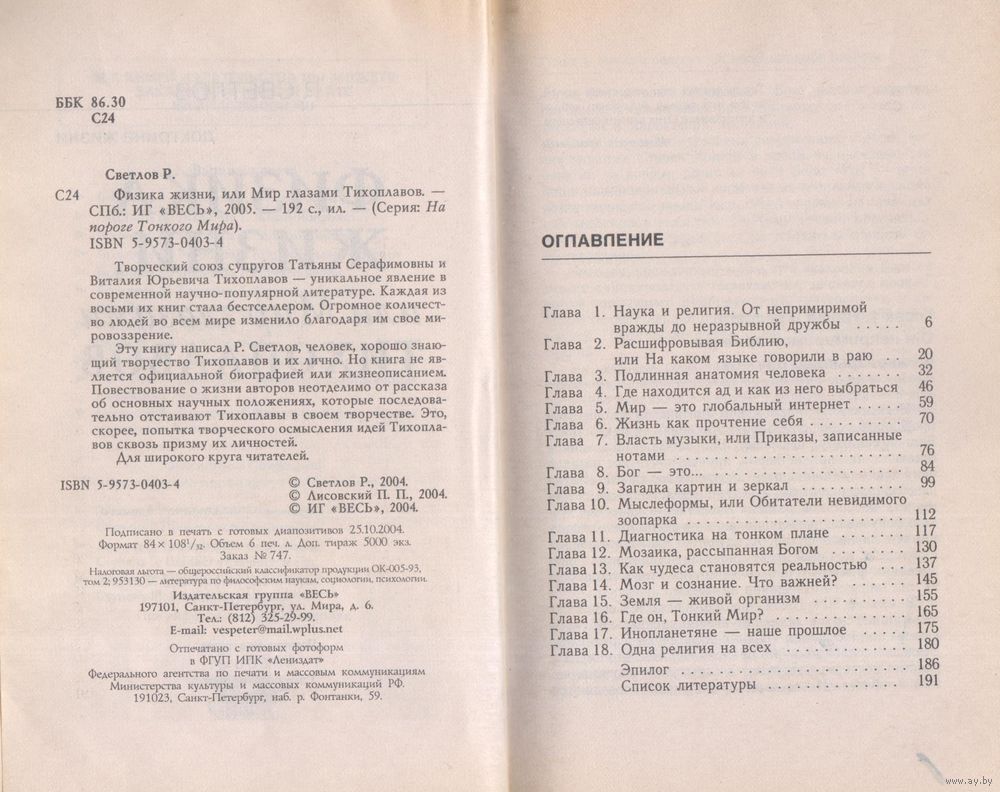 ББК 86.30
С24
Светлов Р.
С24 Физика жизни, или Мир глазами Тихоплавов. —
СПб.: ИГ «ВЕСЬ», 2005. — 192 с., ил. — (Серия: На
пороге Тонкого Мира).
ISBN 5-9573-0403-4
Творческий союз супругов Татьяны Серафимовны и
Виталия Юрьевича Тихоплавов — уникальное явление в
современной научно-популярной литературе. Каждая из
восьми их книг стала бестселлером. Огромное количест-
во людей во всем мире изменило благодаря им свое ми-
ровоззрение.
Эту книгу написал Р. Светлов, человек, хорошо знаю-
щий творчество Тихоплавов и их лично. Но книга не яв-
ляется официальной биографией или жизнеописанием.
Повествование о жизни авторов неотделимо от рассказа
об основных научных положениях, которые последова-
тельно отстаивают Тихоплавы в своем творчестве. Это,
скорее, попытка творческого осмысления идей Тихопла-
вов сквозь призму их личностей.
Для широкого круга читателей.
ISBN 5-9573-0403-4
© Светлов Р., 2004.
© Лисовский П. П., 2004.
© ИГ «ВЕСЬ», 2004.
Подписано в печать с готовых диапозитивов 25.10.2004.
Формат 84 × 108¹/₃₂. Объем 6 печ. л. Доп. тираж 5000 экз.
Заказ № 747.
Налоговая льгота — общероссийский классификатор продукции ОК-005-93,
том 2; 953130 — литература по философским наукам, социологии, психологии.
Издательская группа «ВЕСЬ»
197101, Санкт-Петербург, ул. Мира, д. 6.
Тел.: (812) 325-29-99.
E-mail: vespeter@mail.wplus.net
Отпечатано с готовых фотоформ
в ФГУП ИПК «Лениздат»
Федерального агентства по печати и массовым коммуникациям
Министерства культуры и массовых коммуникаций РФ.
191023, Санкт-Петербург, наб. р. Фонтанки, 59.
ОГЛАВЛЕНИЕ
Глава 1. Наука и религия. От непримиримой
вражды до неразрывной дружбы ..... 6
Глава 2. Расшифровывая Библию,
или На каком языке говорили в раю .. 20
Глава 3. Подлинная анатомия человека ....... 32
Глава 4. Где находится ад и как из него выбраться 46
Глава 5. Мир — это глобальный интернет ..... 59
Глава 6. Жизнь как прочтение себя .......... 70
Глава 7. Власть музыки, или Приказы, записанные
нотами ........................ 76
Глава 8. Бог — это... .................... 84
Глава 9. Загадка картин и зеркал ........... 99
Глава 10. Мыслеформы, или Обитатели невидимого
зоопарка ....................... 112
Глава 11. Диагностика на тонком плане ....... 117
Глава 12. Мозаика, рассыпанная Богом ........ 130
Глава 13. Как чудеса становятся реальностью ... 137
Глава 14. Мозг и сознание. Что важней? ...... 145
Глава 15. Земля — живой организм .......... 155
Глава 16. Где он, Тонкий Мир? ............. 165
Глава 17. Инопланетяне — наше прошлое ..... 175
Глава 18. Одна религия на всех ............ 180
Эпилог ........................ 186
Список литературы .............. 191
www.ay.by